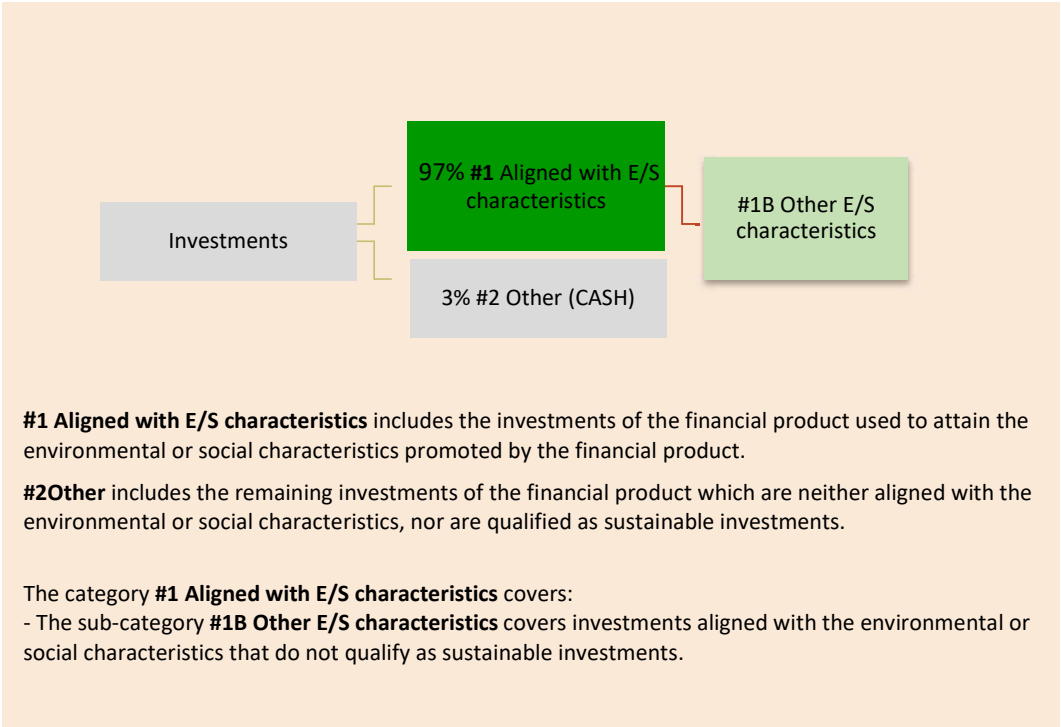 97% #1 Aligned with E/S
characteristics
#1B Other E/S
characteristics
Investments
3% #2 Other (CASH)
#1 Aligned with E/S characteristics includes the investments of the financial product used to attain the
environmental or social characteristics promoted by the financial product.
#2Other includes the remaining investments of the financial product which are neither aligned with the
environmental or social characteristics, nor are qualified as sustainable investments.
The category #1 Aligned with E/S characteristics covers:
- The sub-category #1B Other E/S characteristics covers investments aligned with the environmental or
social characteristics that do not qualify as sustainable investments.